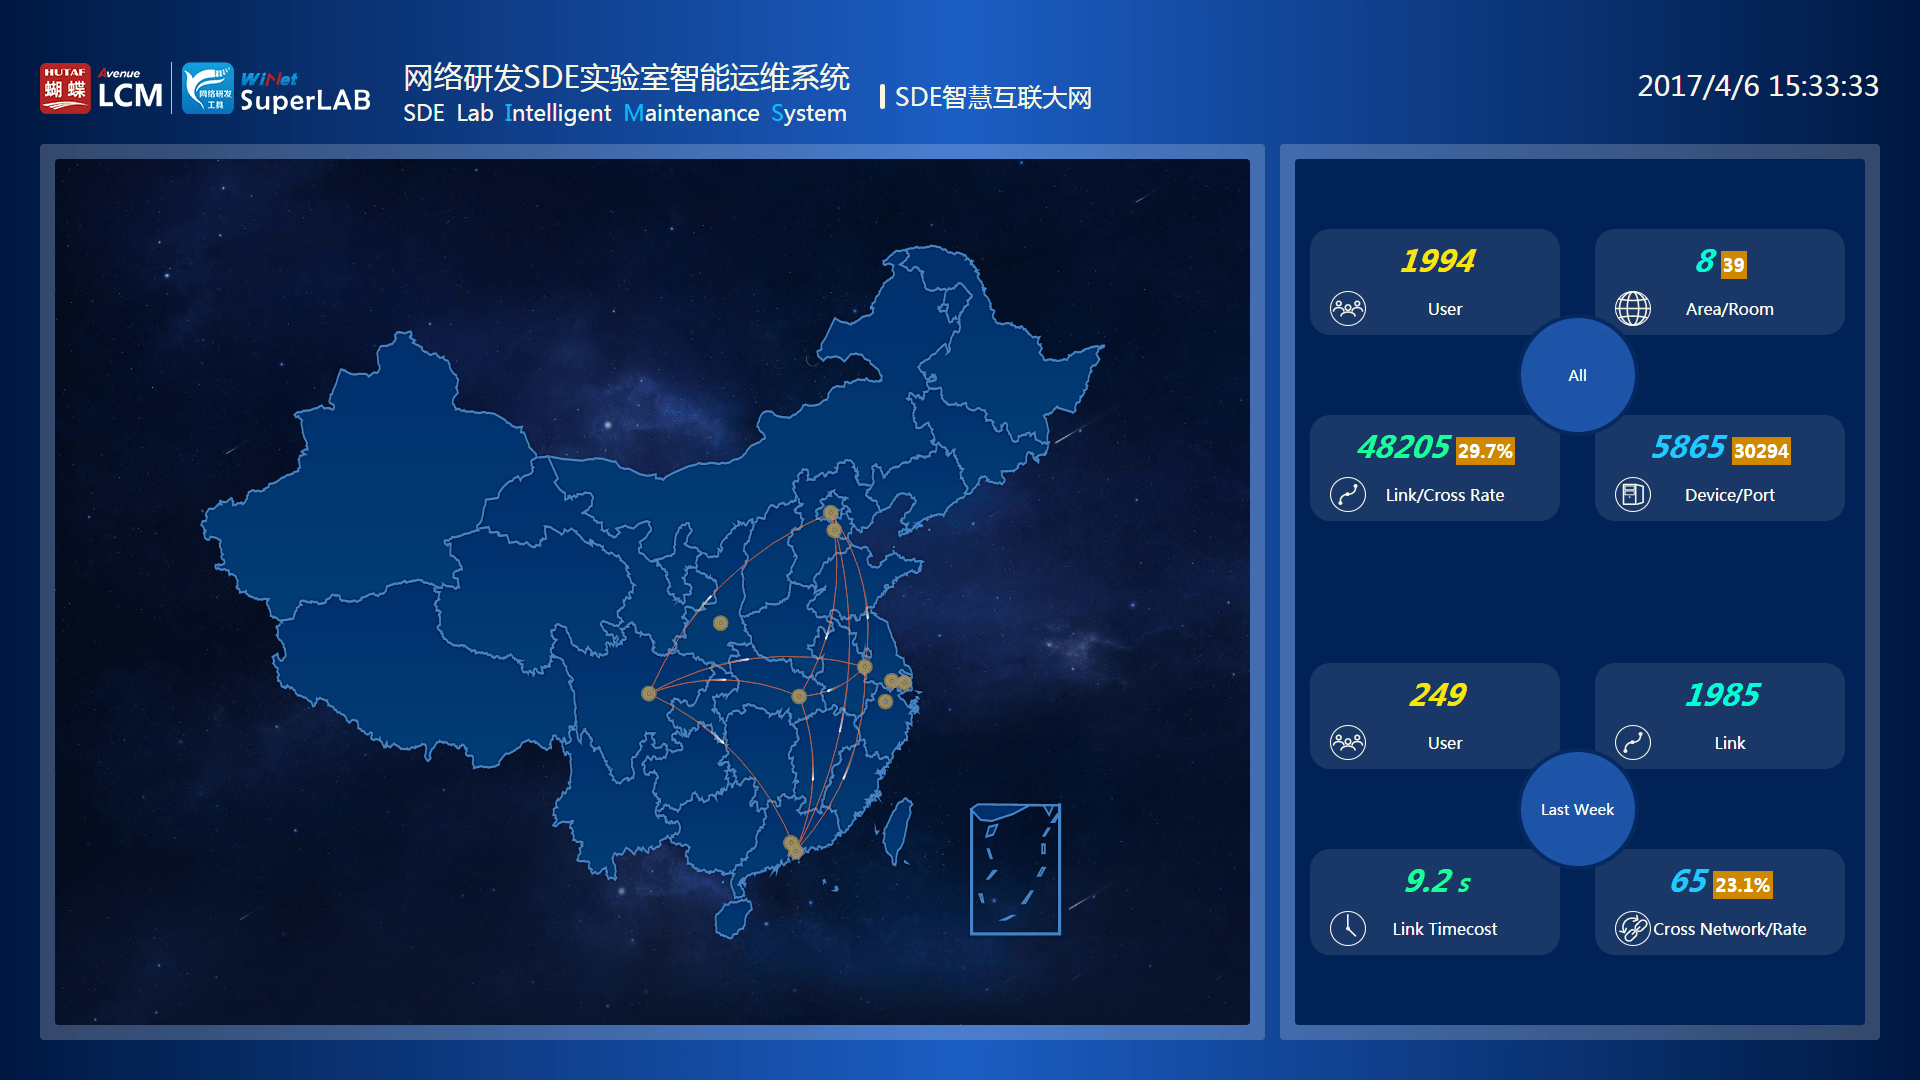 HUTAF
蝴蝶
Avenue
LCM
网络研发
工具
WiNet
SuperLAB
网络研发SDE实验室智能运维系统
SDE Lab Intelligent Maintenance System
SDE智慧互联大网
2017/4/6 15:33:33
1994
User
8 39
Area/Room
All
48205 29.7%
Link/Cross Rate
5865 30294
Device/Port
249
User
1985
Link
Last Week
9.2 s
Link Timecost
65 23.1%
Cross Network/Rate